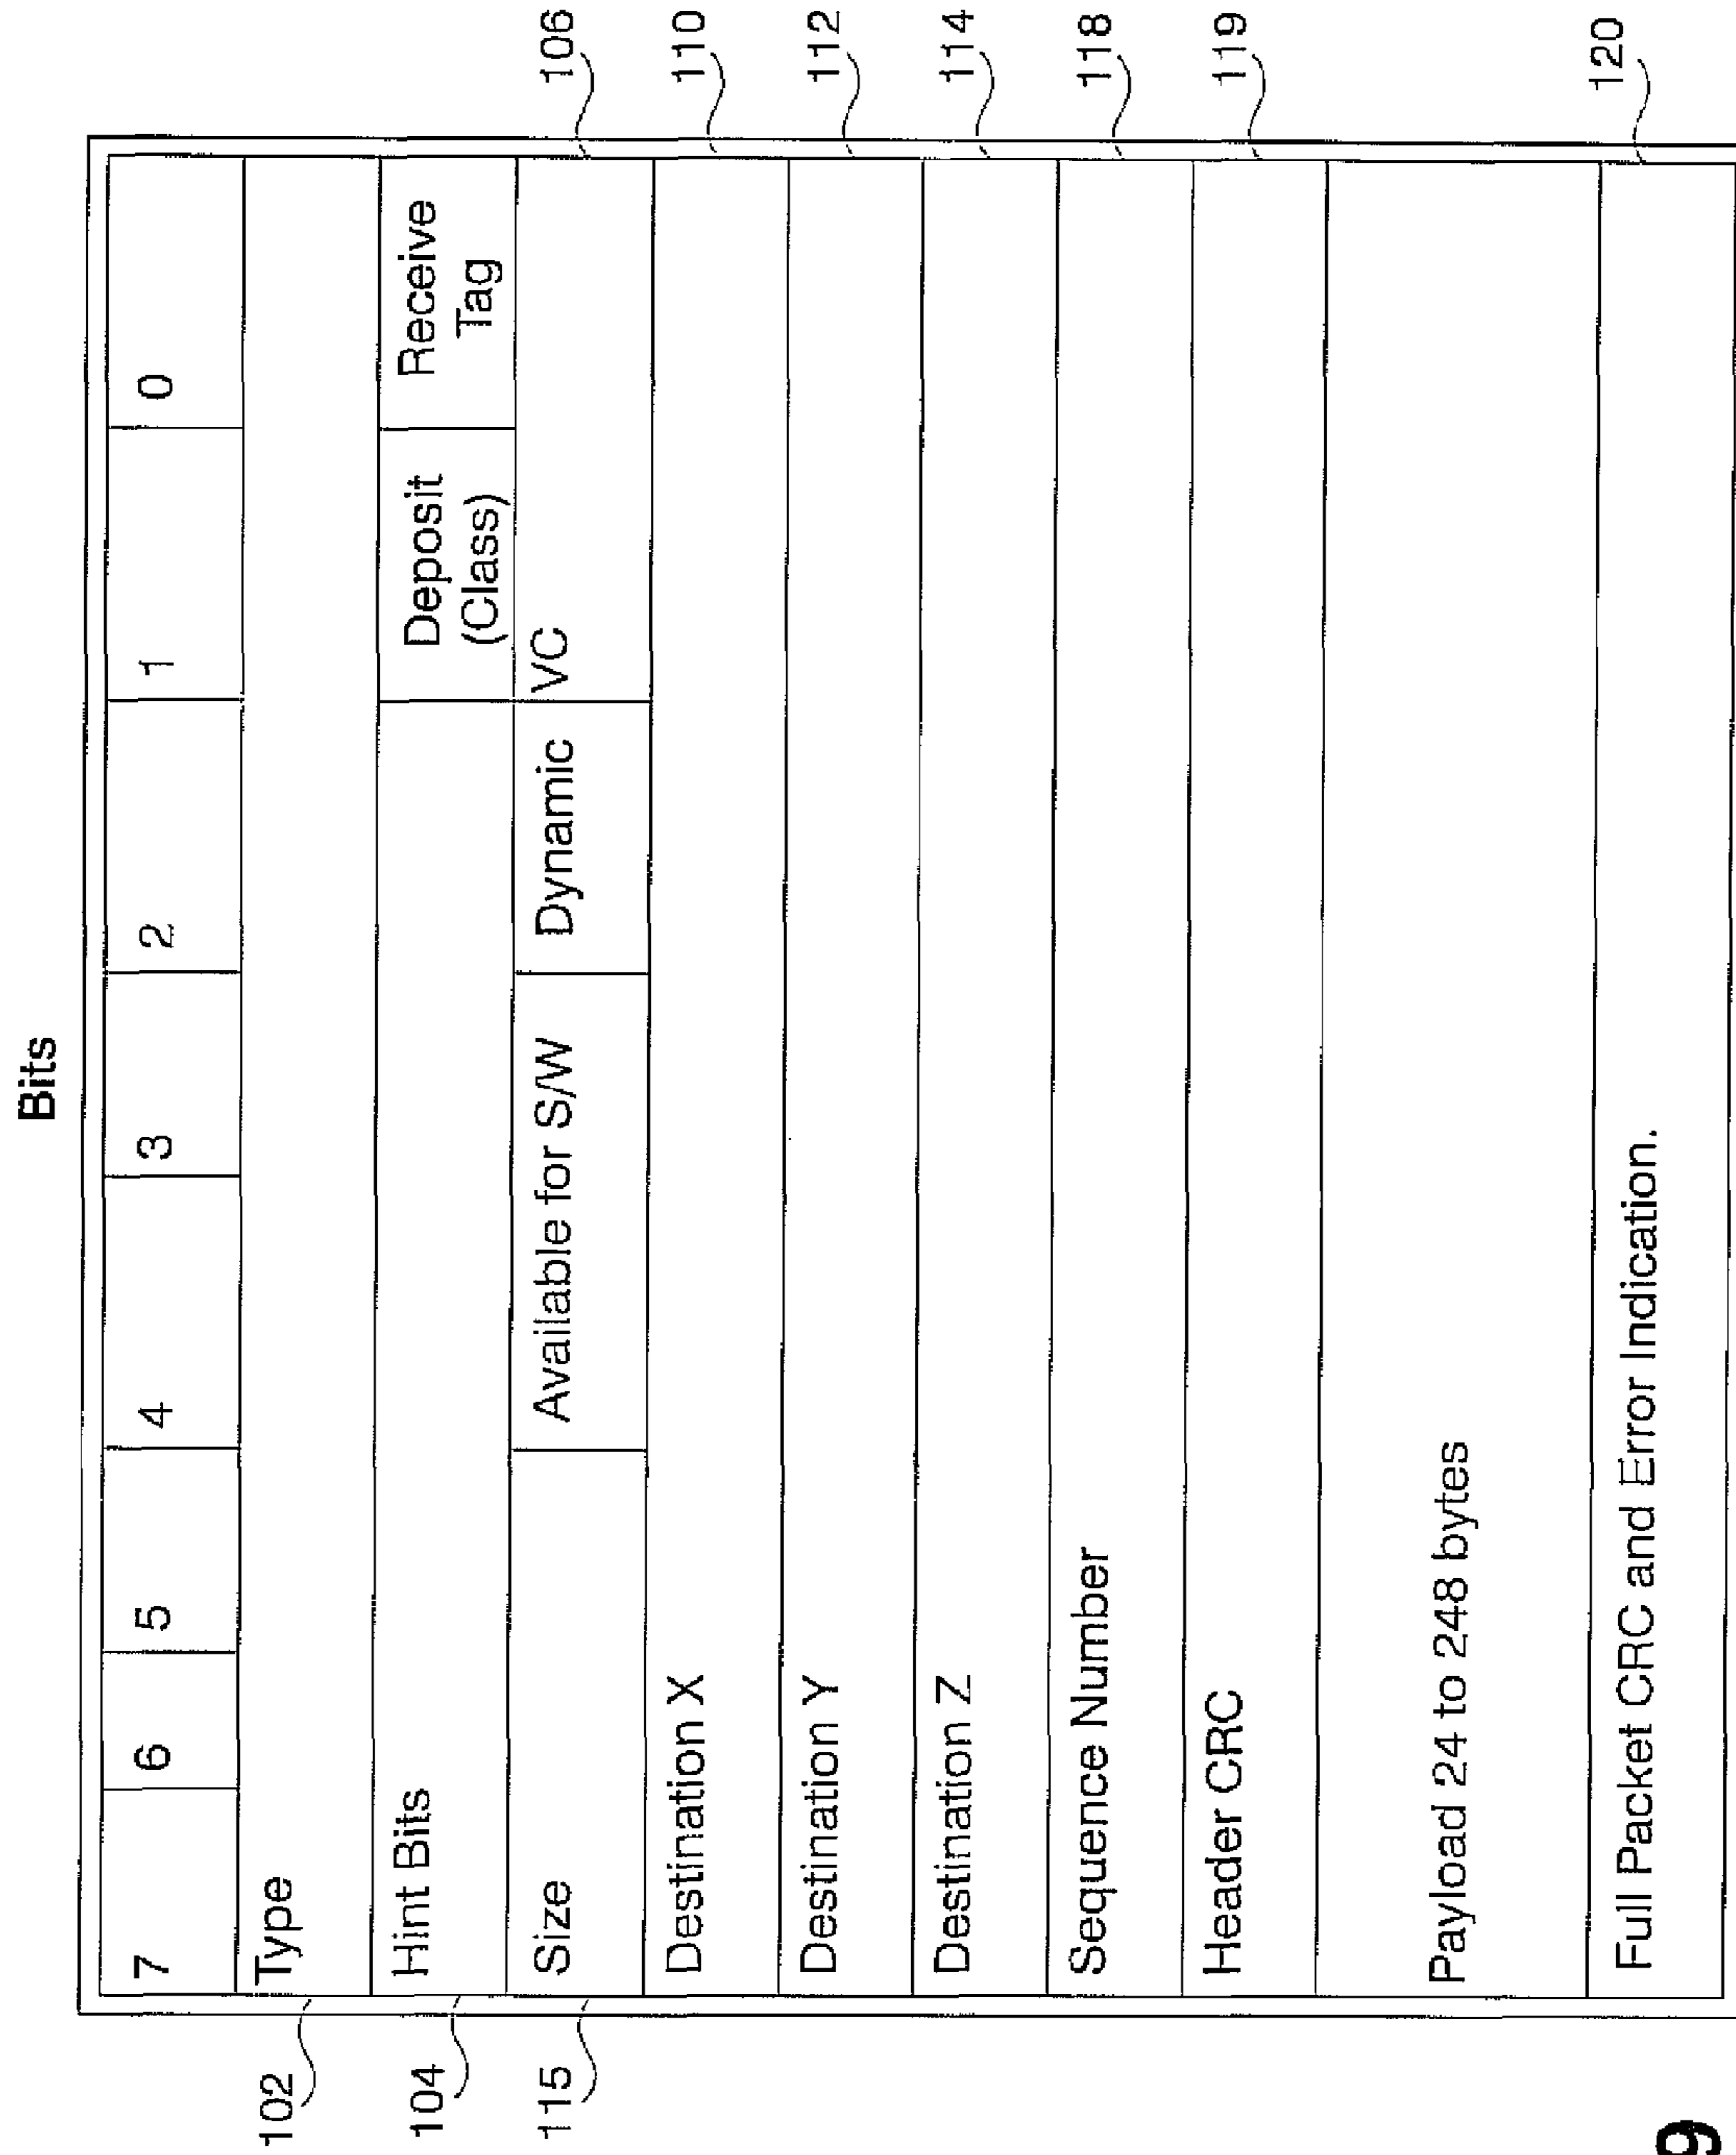 Bits
7 6 5 4 3 2 1 0
102 Type
104 Hint Bits Deposit (Class) Receive Tag
115 Size Available for S/W Dynamic VC 106
Destination X 110
Destination Y 112
Destination Z 114
Sequence Number 118
Header CRC 119
Payload 24 to 248 bytes
Full Packet CRC and Error Indication. 120
9